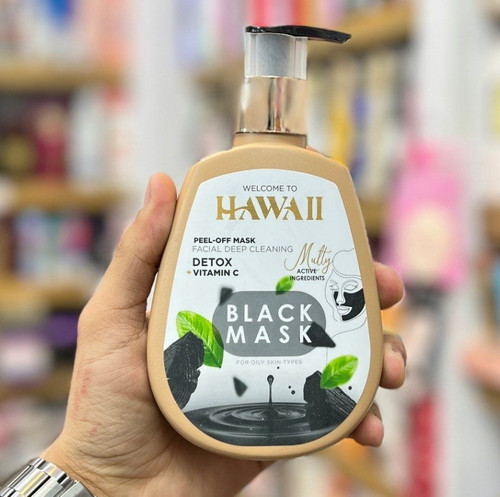 WELCOME TO
HAWAII
PEEL-OFF MASK
FACIAL DEEP CLEANING
DETOX
+ VITAMIN C
Multy
ACTIVE
INGREDIENTS
BLACK
MASK
FOR OILY SKIN TYPES